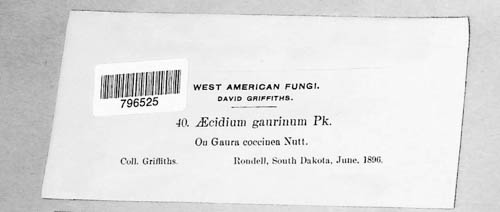 WEST AMERICAN FUNGI.
DAVID GRIFFITHS.
796525
40. Æcidium gaurinum Pk.
On Gaura coccinea Nutt.
Coll. Griffiths. Rondell, South Dakota, June, 1896.